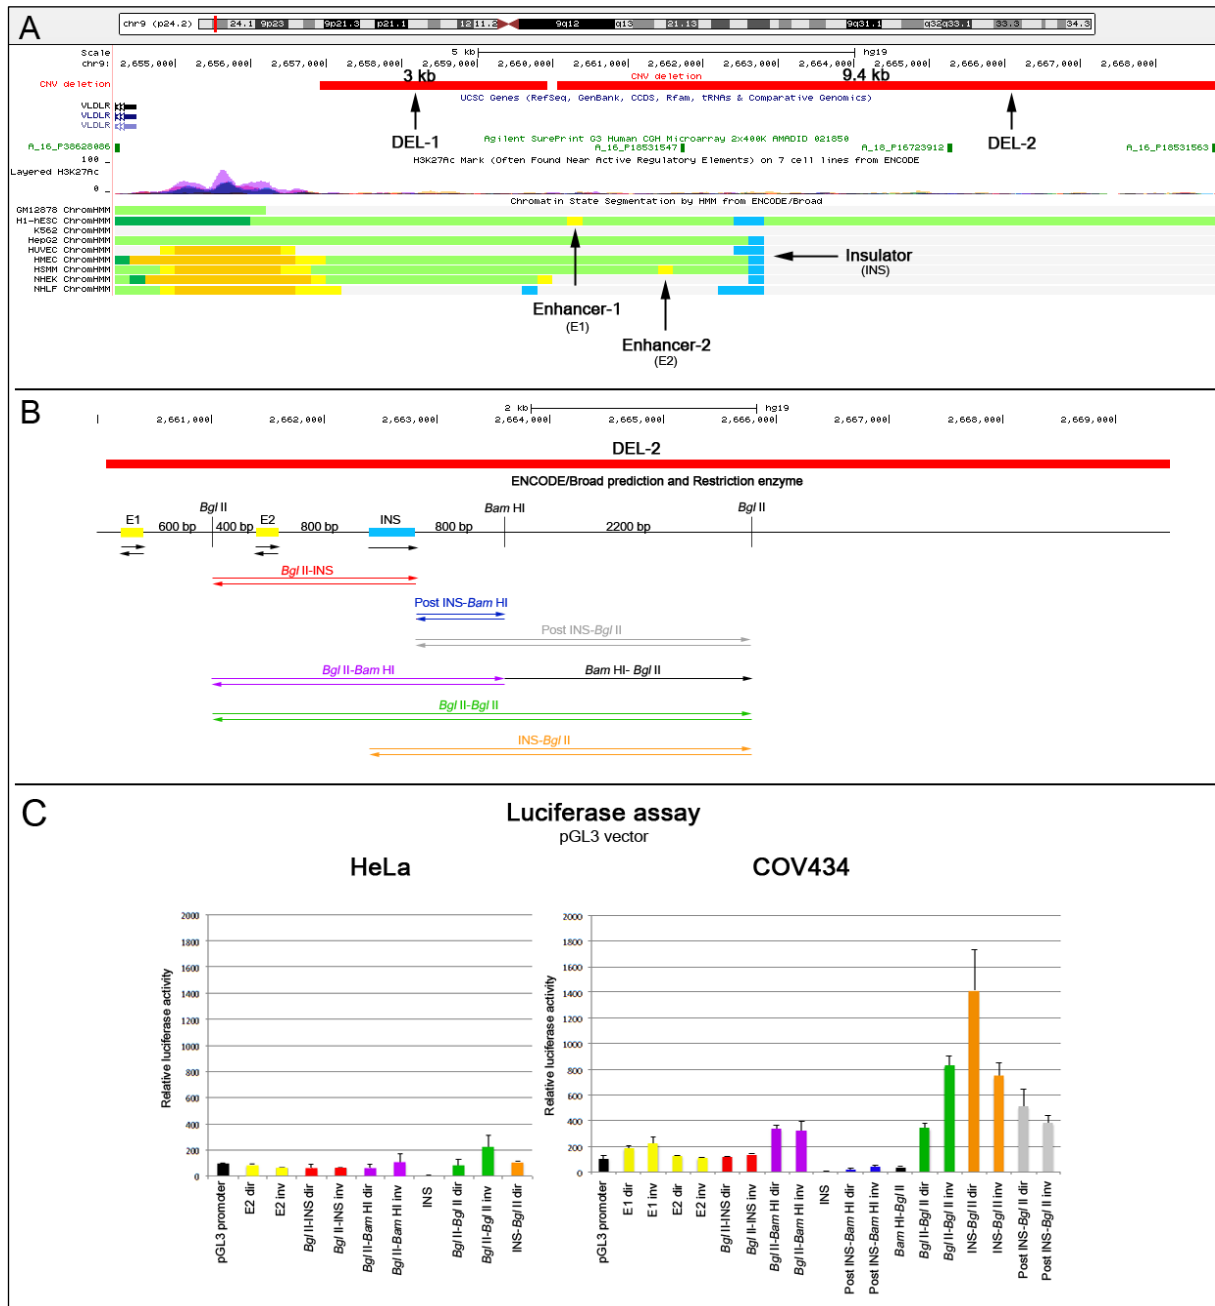 A
chr9 (p24.2) 24.1 9p23 9p21.3 p21.1 12 11.2 9q12 q13 21.13 9q31.1 q32 q33.1 33.3 34.3
Scale 5 kb hg19
chr9: 2,655,000 2,656,000 2,657,000 2,658,000 2,659,000 2,660,000 2,661,000 2,662,000 2,663,000 2,664,000 2,665,000 2,666,000 2,667,000 2,668,000
CNV deletion
3 kb CNV deletion 9.4 kb
UCSC Genes (RefSeq, GenBank, CCDS, Rfam, tRNAs & Comparative Genomics)
VLDLR
VLDLR
VLDLR
DEL-1 DEL-2
Agilent SurePrint G3 Human CGH Microarray 2x400K AMADID 021850
A_16_P38628086 A_16_P18531547 A_18_P16723912 A_16_P18531563
100 _ H3K27Ac Mark (Often Found Near Active Regulatory Elements) on 7 cell lines from ENCODE
Layered H3K27Ac
0 _
Chromatin State Segmentation by HMM from ENCODE/Broad
GM12878 ChromHMM
H1-hESC ChromHMM
K562 ChromHMM
HepG2 ChromHMM
HUVEC ChromHMM
HMEC ChromHMM
HSMM ChromHMM
NHEK ChromHMM
NHLF ChromHMM
Insulator
(INS)
Enhancer-1
(E1)
Enhancer-2
(E2)
B
2 kb hg19
2,661,000 2,662,000 2,663,000 2,664,000 2,665,000 2,666,000 2,667,000 2,668,000 2,669,000
DEL-2
ENCODE/Broad prediction and Restriction enzyme
Bgl II Bam HI Bgl II
E1 600 bp 400 bp E2 800 bp INS 800 bp 2200 bp
Bgl II-INS
Post INS-Bam HI
Post INS-Bgl II
Bgl II-Bam HI Bam HI- Bgl II
Bgl II-Bgl II
INS-Bgl II
C
Luciferase assay
pGL3 vector
HeLa
Relative luciferase activity
2000
1800
1600
1400
1200
1000
800
600
400
200
0
pGL3 promoter
E2 dir
E2 inv
Bgl II-INS dir
Bgl II-INS inv
Bgl II-Bam HI dir
Bgl II-Bam HI inv
INS
Bgl II-Bgl II dir
Bgl II-Bgl II inv
INS-Bgl II dir
COV434
Relative luciferase activity
2000
1800
1600
1400
1200
1000
800
600
400
200
0
pGL3 promoter
E1 dir
E1 inv
E2 dir
E2 inv
Bgl II-INS dir
Bgl II-INS inv
Bgl II-Bam HI dir
Bgl II-Bam HI inv
INS
Post INS-Bam HI dir
Post INS-Bam HI inv
Bam HI-Bgl II
Bgl II-Bgl II dir
Bgl II-Bgl II inv
INS-Bgl II dir
INS-Bgl II inv
Post INS-Bgl II dir
Post INS-Bgl II inv